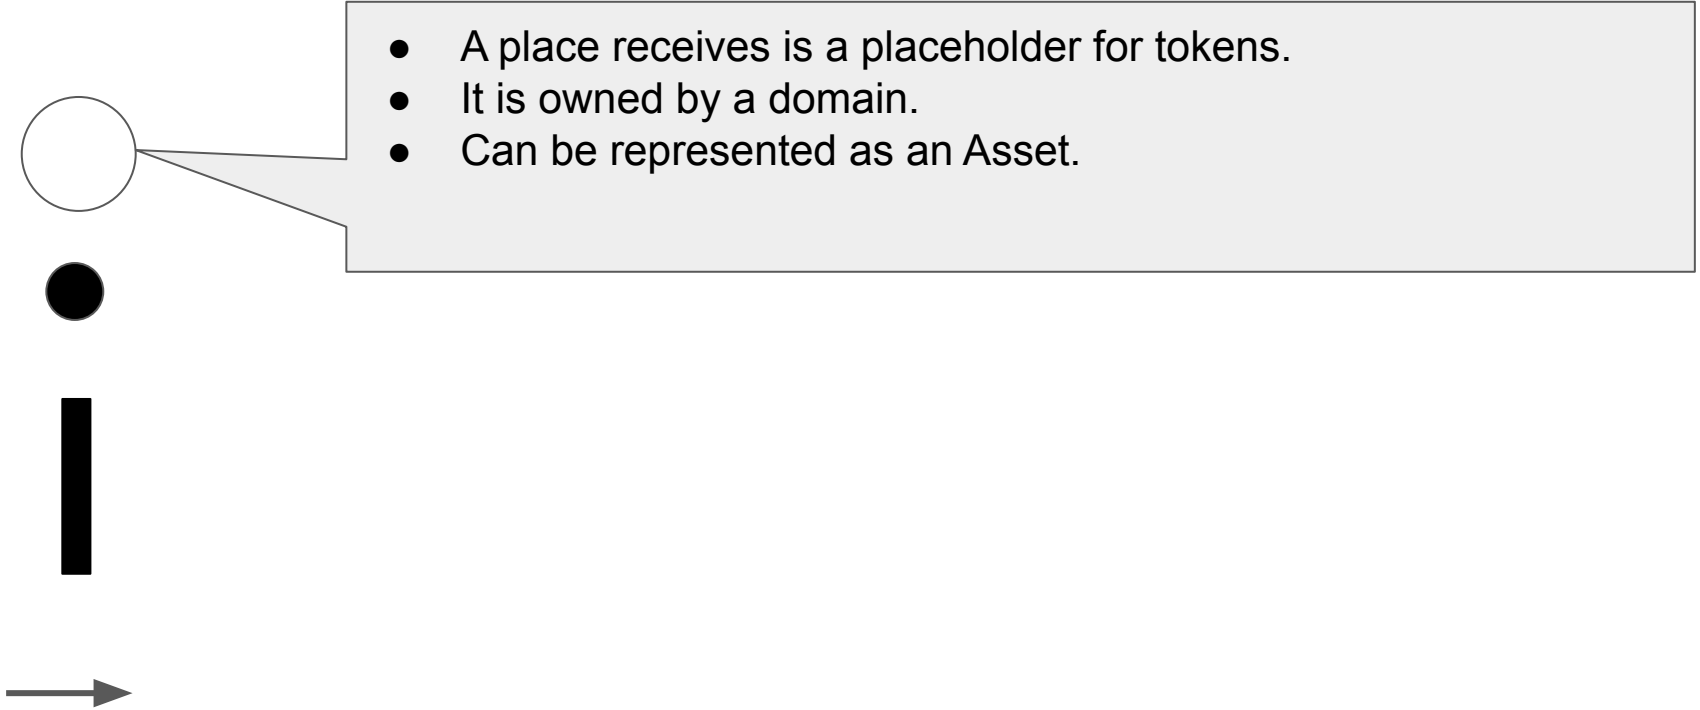 ● A place receives is a placeholder for tokens.
● It is owned by a domain.
● Can be represented as an Asset.